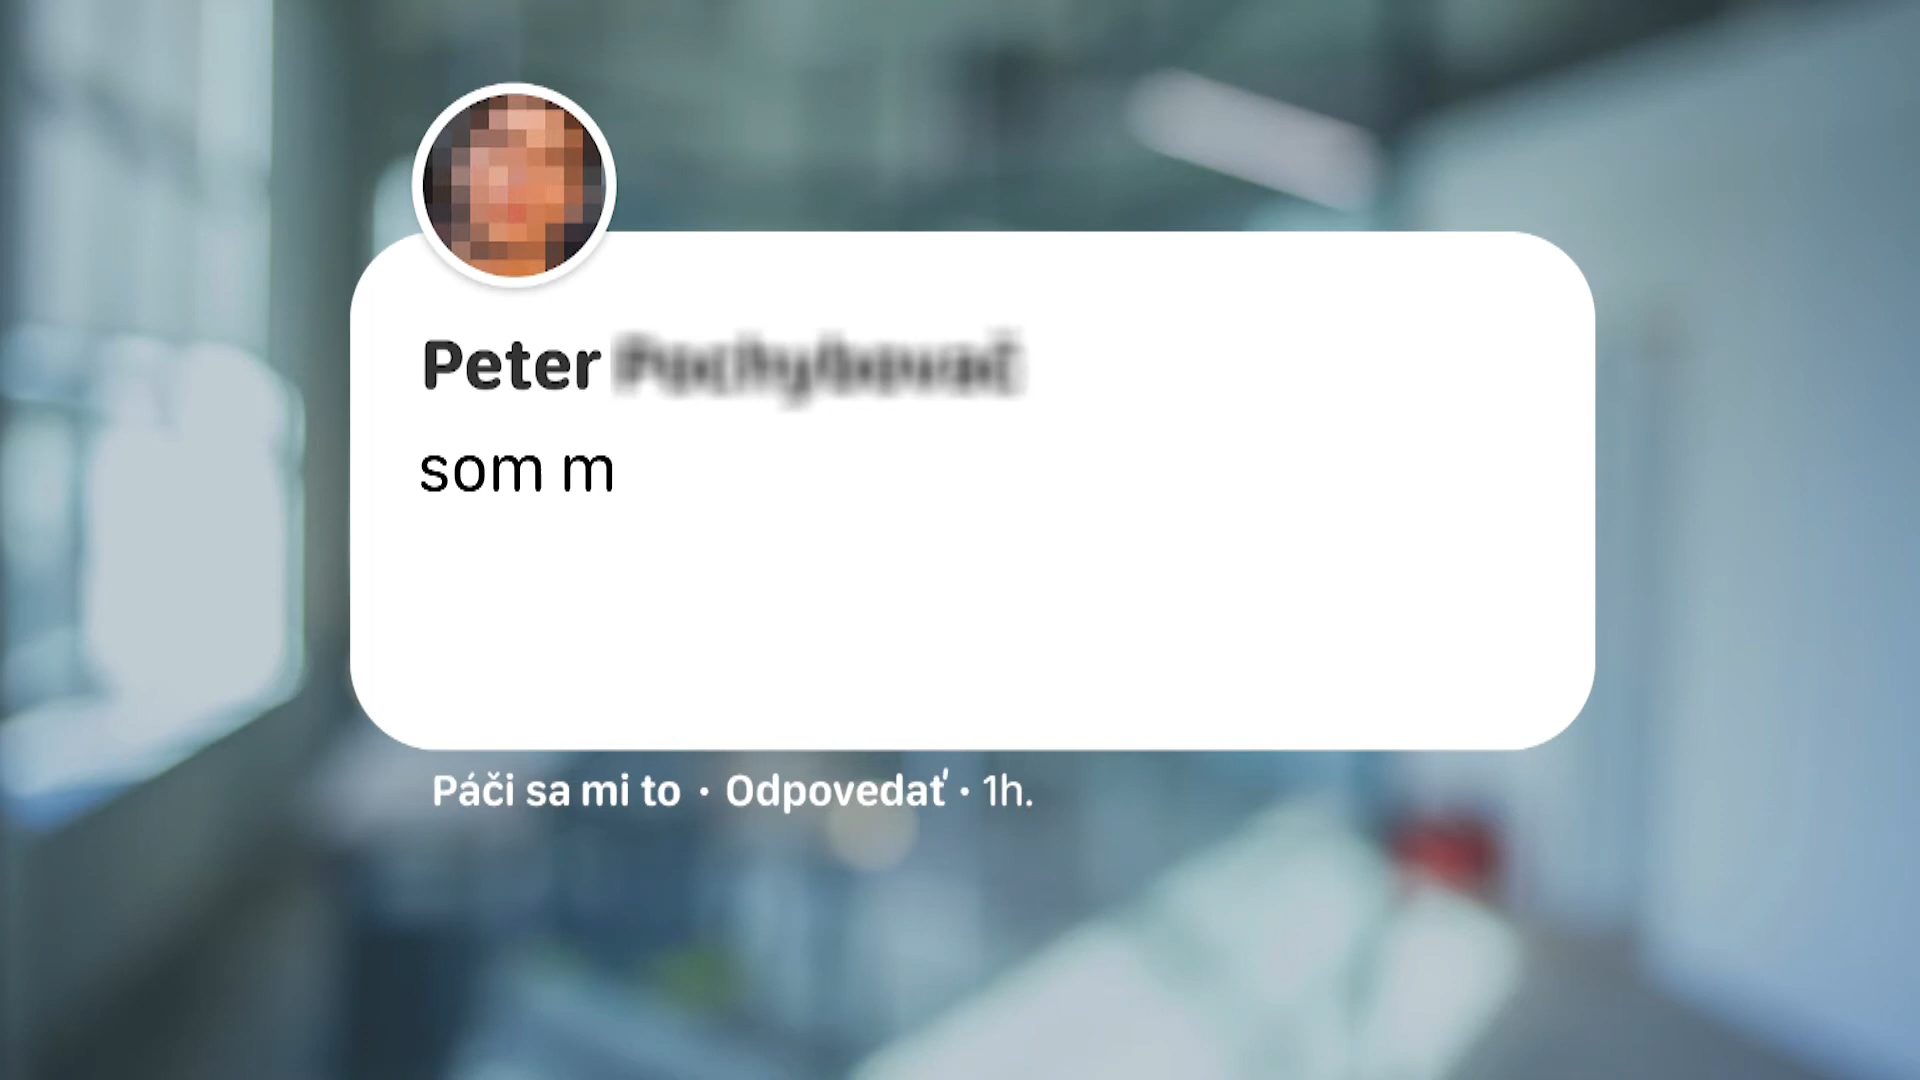 Peter
som m
Páči sa mi to · Odpovedať · 1h.